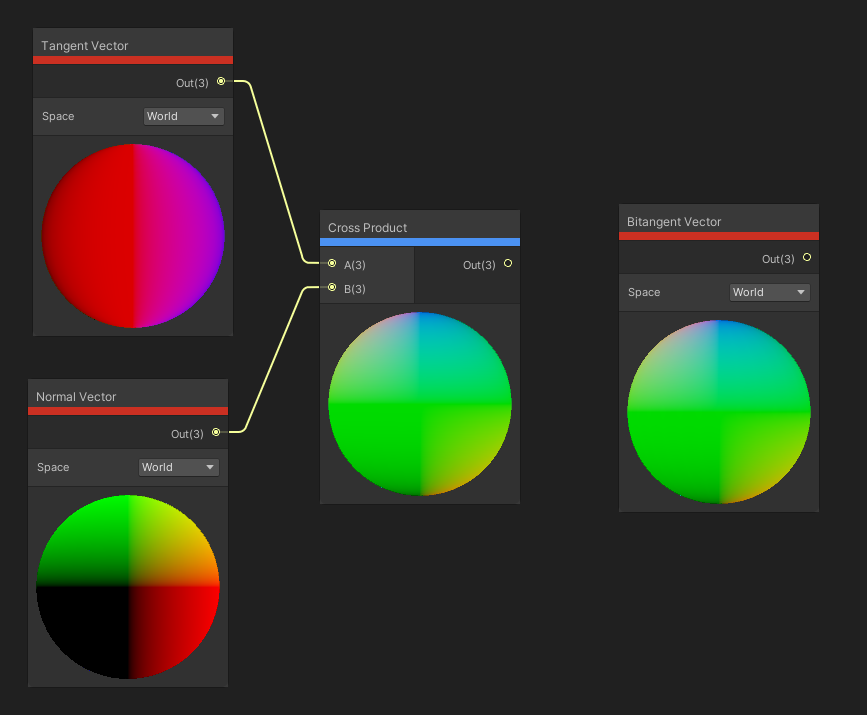 Tangent Vector
Out(3)
Space World
Cross Product
A(3) Out(3)
B(3)
Bitangent Vector
Out(3)
Space World
Normal Vector
Out(3)
Space World